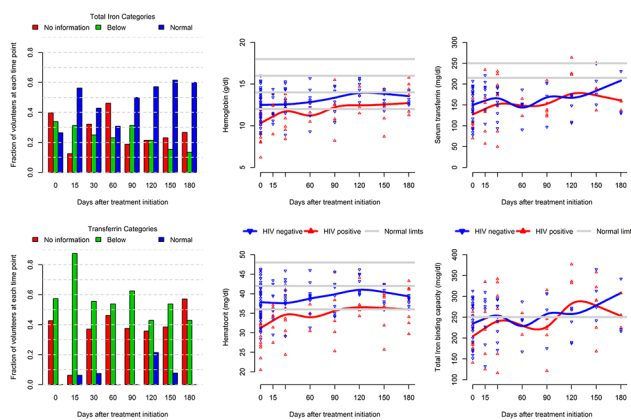 Total Iron Categories
No information Below Normal
Fraction of volunteers at each time point
0.0 0.2 0.4 0.6 0.8
0 15 30 60 90 120 150 180
Days after treatment initiation
Hemoglobin (g/dl)
5 10 15
0 30 60 90 120 150 180
Days after treatment initiation
Serum transferrin (mg/dl)
0 50 100 150 200 250 300
0 15 30 60 90 120 150 180
Days after treatment initiation
Transferrin Categories
No information Below Normal
Fraction of volunteers at each time point
0.0 0.2 0.4 0.6 0.8
0 15 30 60 90 120 150 180
Days after treatment initiation
HIV negative HIV positive Normal limts
Hematocrit (mg/dl)
20 25 30 35 40 45
0 30 60 90 120 150 180
Days after treatment initiation
HIV negative HIV positive Normal limts
Total Iron binding capacity (mg/dl)
100 150 200 250 300 350 400
0 15 30 60 90 120 150 180
Days after treatment initiation